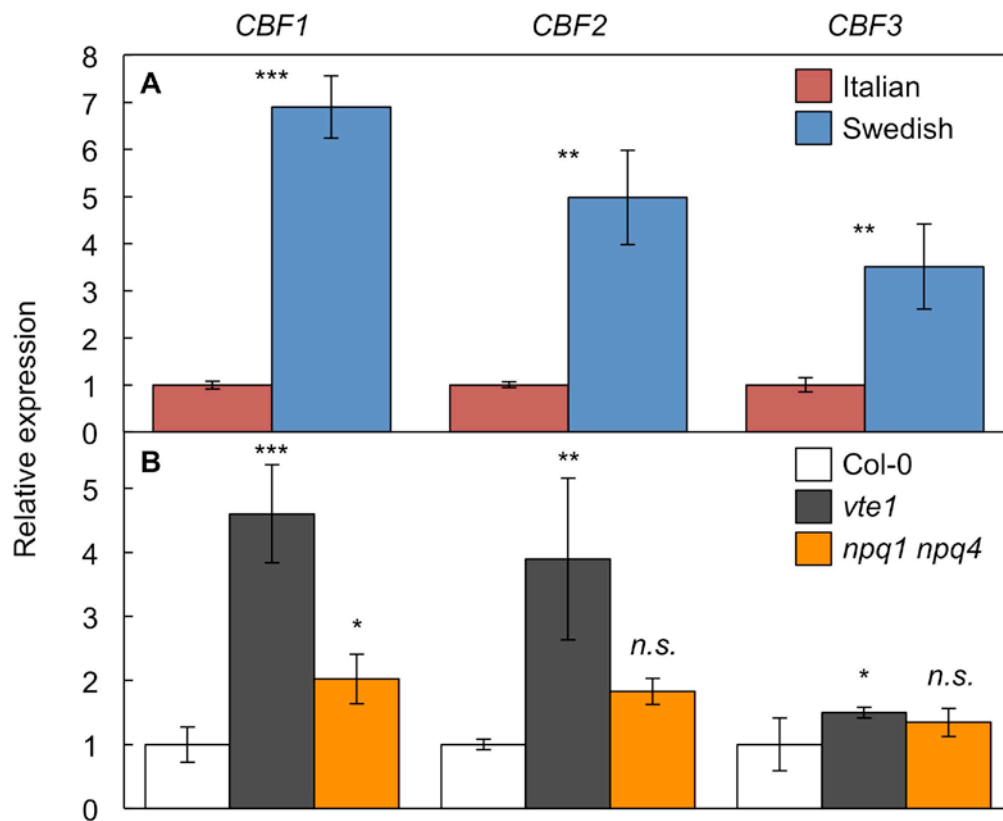 CBF1 CBF2 CBF3
8
A
***
Italian
7
Swedish
6
**
5
**
4
3
2
1
0
Relative expression
B
***
**
Col-0
5
vte1
4
npq1 npq4
3
*
n.s.
2
*
n.s.
1
0